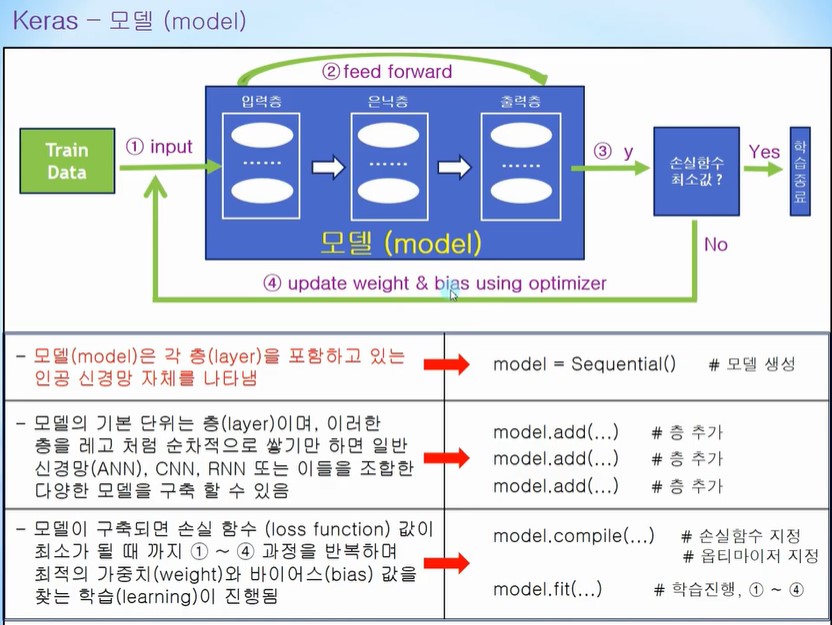 Keras – 모델 (model)
② feed forward
입력층
은닉층
출력층
Train
Data
① input
......
......
......
③ y
손실함수
최소값 ?
Yes
학습종료
모델 (model)
No
④ update weight & bias using optimizer
– 모델(model)은 각 층(layer)을 포함하고 있는
인공 신경망 자체를 나타냄
model = Sequential() # 모델 생성
– 모델의 기본 단위는 층(layer)이며, 이러한
층을 레고 처럼 순차적으로 쌓기만 하면 일반
신경망(ANN), CNN, RNN 또는 이들을 조합한
다양한 모델을 구축 할 수 있음
model.add(...) # 층 추가
model.add(...) # 층 추가
model.add(...) # 층 추가
– 모델이 구축되면 손실 함수 (loss function) 값이
최소가 될 때 까지 ① ~ ④ 과정을 반복하며
최적의 가중치(weight)와 바이어스(bias) 값을
찾는 학습(learning)이 진행됨
model.compile(...) # 손실함수 지정
# 옵티마이저 지정
model.fit(...) # 학습진행, ① ~ ④